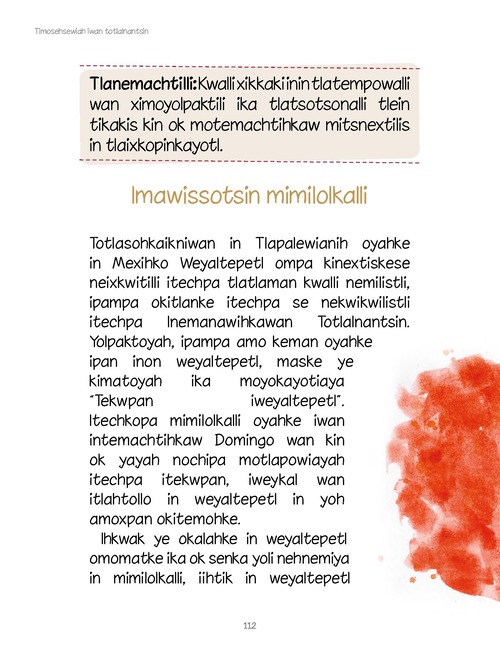 Timosehsewiah iwan totlalnantsin
Tlanemachtilli: Kwalli xikkaki inin tlatempowalli
wan ximoyolpaktili ika tlatsotsonalli tlein
tikakis kin ok motemachtihkaw mitsnextilis
in tlaixkopinkayotl.
Imawissotsin mimilolkalli
Totlasohkaikniwan in Tlapalewianih oyahke
in Mexihko Weyaltepetl ompa kinextiskese
neixkwitilli itechpa tlatlaman kwalli nemilistli,
ipampa okitlanke itechpa se nekwikwilistli
itechpa Inemanawihkawan Totlalnantsin.
Yolpaktoyah, ipampa amo keman oyahke
ipan inon weyaltepetl, maske ye
kimatoyah ika moyokayotiaya
“Tekwpan iweyaltepetl”.
Itechkopa mimilolkalli oyahke iwan
intemachtihkaw Domingo wan kin
ok yayah nochipa motlapowiayah
itechpa itekwpan, iweykal wan
itlahtollo in weyaltepetl in yoh
amoxpan okitemohke.
Ihkwak ye okalahke in weyaltepetl
omomatke ika ok senka yoli nehnemiya
in mimilolkalli, iihtik in weyaltepetl
112